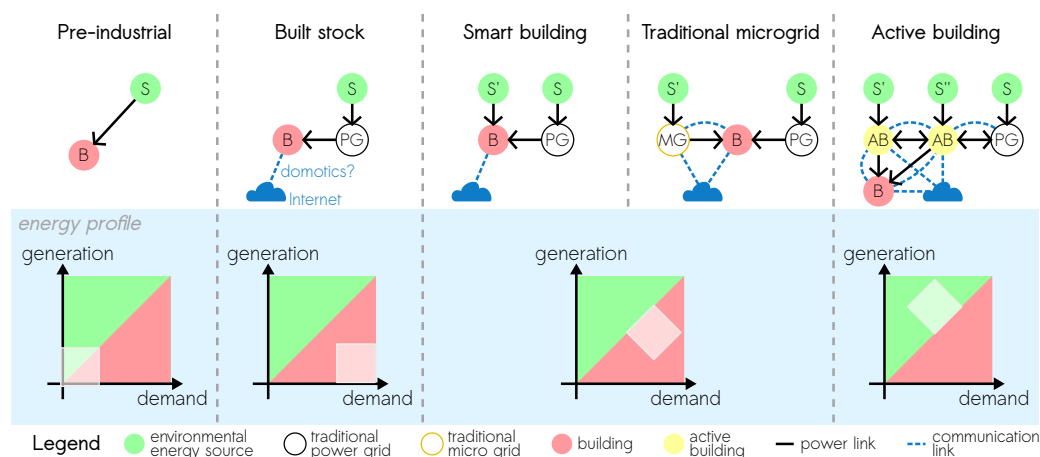 Pre-industrial
Built stock
Smart building
Traditional microgrid
Active building
S
B
S
B
PG
domotics?
Internet
S'
S
B
PG
S'
S
MG
B
PG
S'
S''
S
AB
AB
PG
B
energy profile
generation
demand
generation
demand
generation
demand
generation
demand
Legend
environmental
energy source
traditional
power grid
traditional
micro grid
building
active
building
power link
communication
link